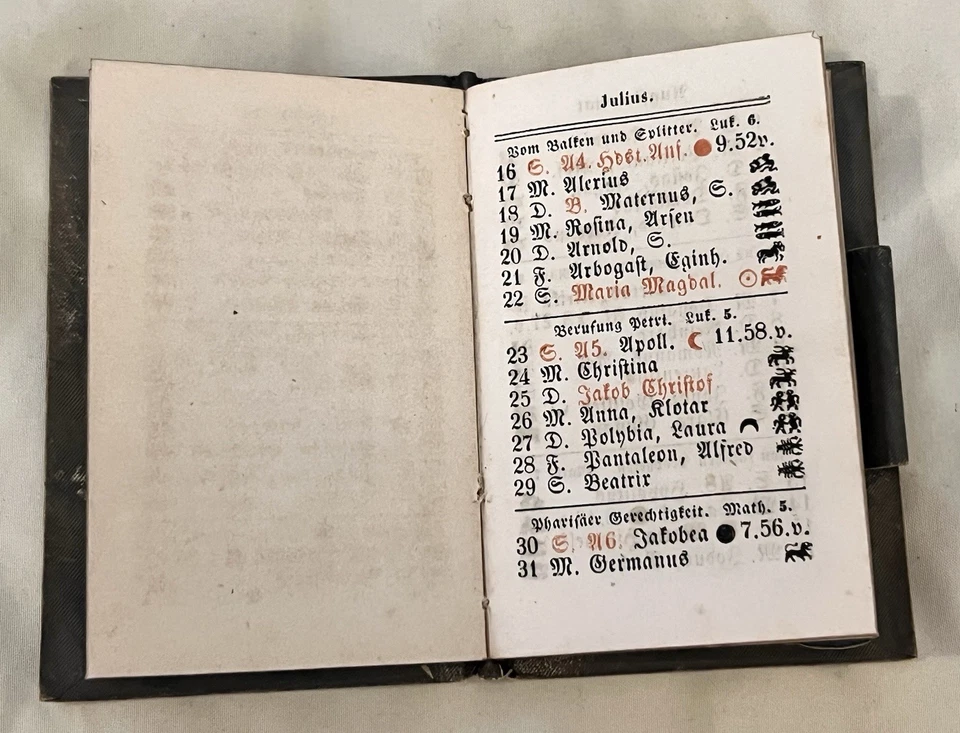 Julius.
Vom Balken und Splitter. Luk. 6.
16 S. A4. Hdst. Anf. 9.52v.
17 M. Alexius
18 D. B. Maternus, S.
19 M. Rosina, Arsen
20 D. Arnold, S.
21 F. Arbogast, Eginh.
22 S. Maria Magdal.
Berufung Petri. Luk. 5.
23 S. A5. Apoll. 11.58.v.
24 M. Christina
25 D. Jakob Christof
26 M. Anna, Klotar
27 D. Polybia, Laura
28 F. Pantaleon, Alfred
29 S. Beatrix
Pharisäer Gerechtigkeit. Math. 5.
30 S. A6. Jakobea 7.56.v.
31 M. Germanus